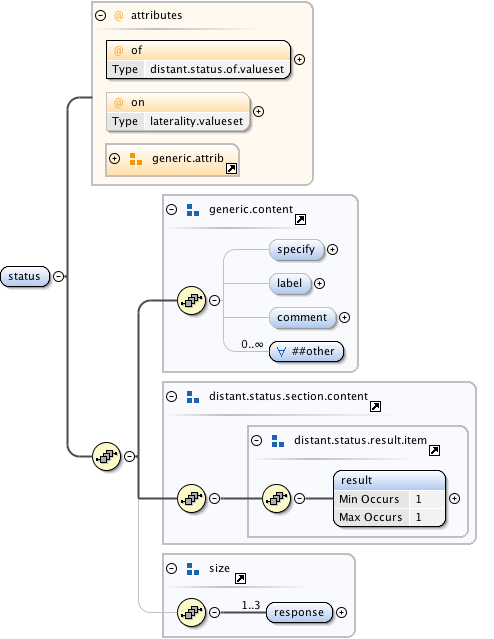 attributes
@ of
Type distant.status.of.valueset
@ on
Type laterality.valueset
generic.attrib
generic.content
specify
label
status
comment
0..∞ ∀ ##other
distant.status.section.content
distant.status.result.item
result
Min Occurs 1
Max Occurs 1
size
1..3 response